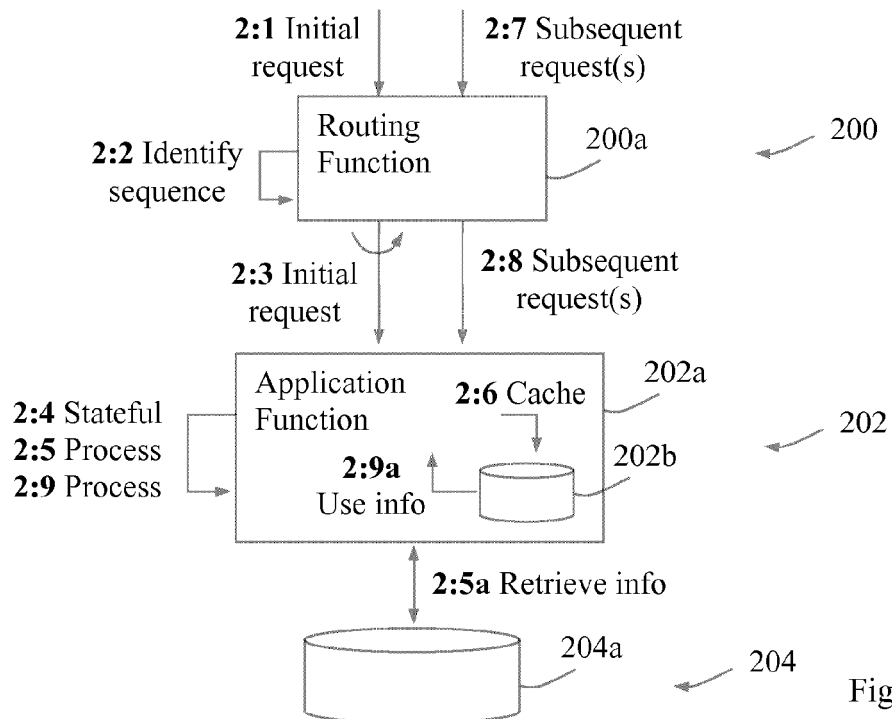 2:1 Initial
request
2:7 Subsequent
request(s)
Routing
Function
200a
200
2:2 Identify
sequence
2:3 Initial
request
2:8 Subsequent
request(s)
Application
Function
2:6 Cache
202a
202
2:4 Stateful
2:5 Process
2:9 Process
2:9a
Use info
202b
2:5a Retrieve info
204a
204
Fig